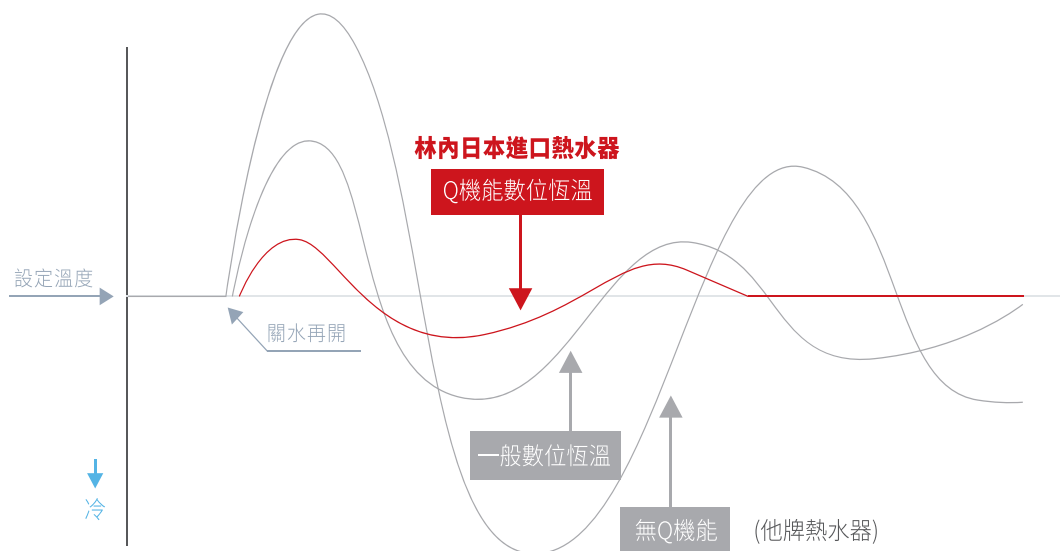 林內日本進口熱水器
Q機能數位恆溫
設定溫度
關水再開
一般數位恆溫
冷
無Q機能 (他牌熱水器)